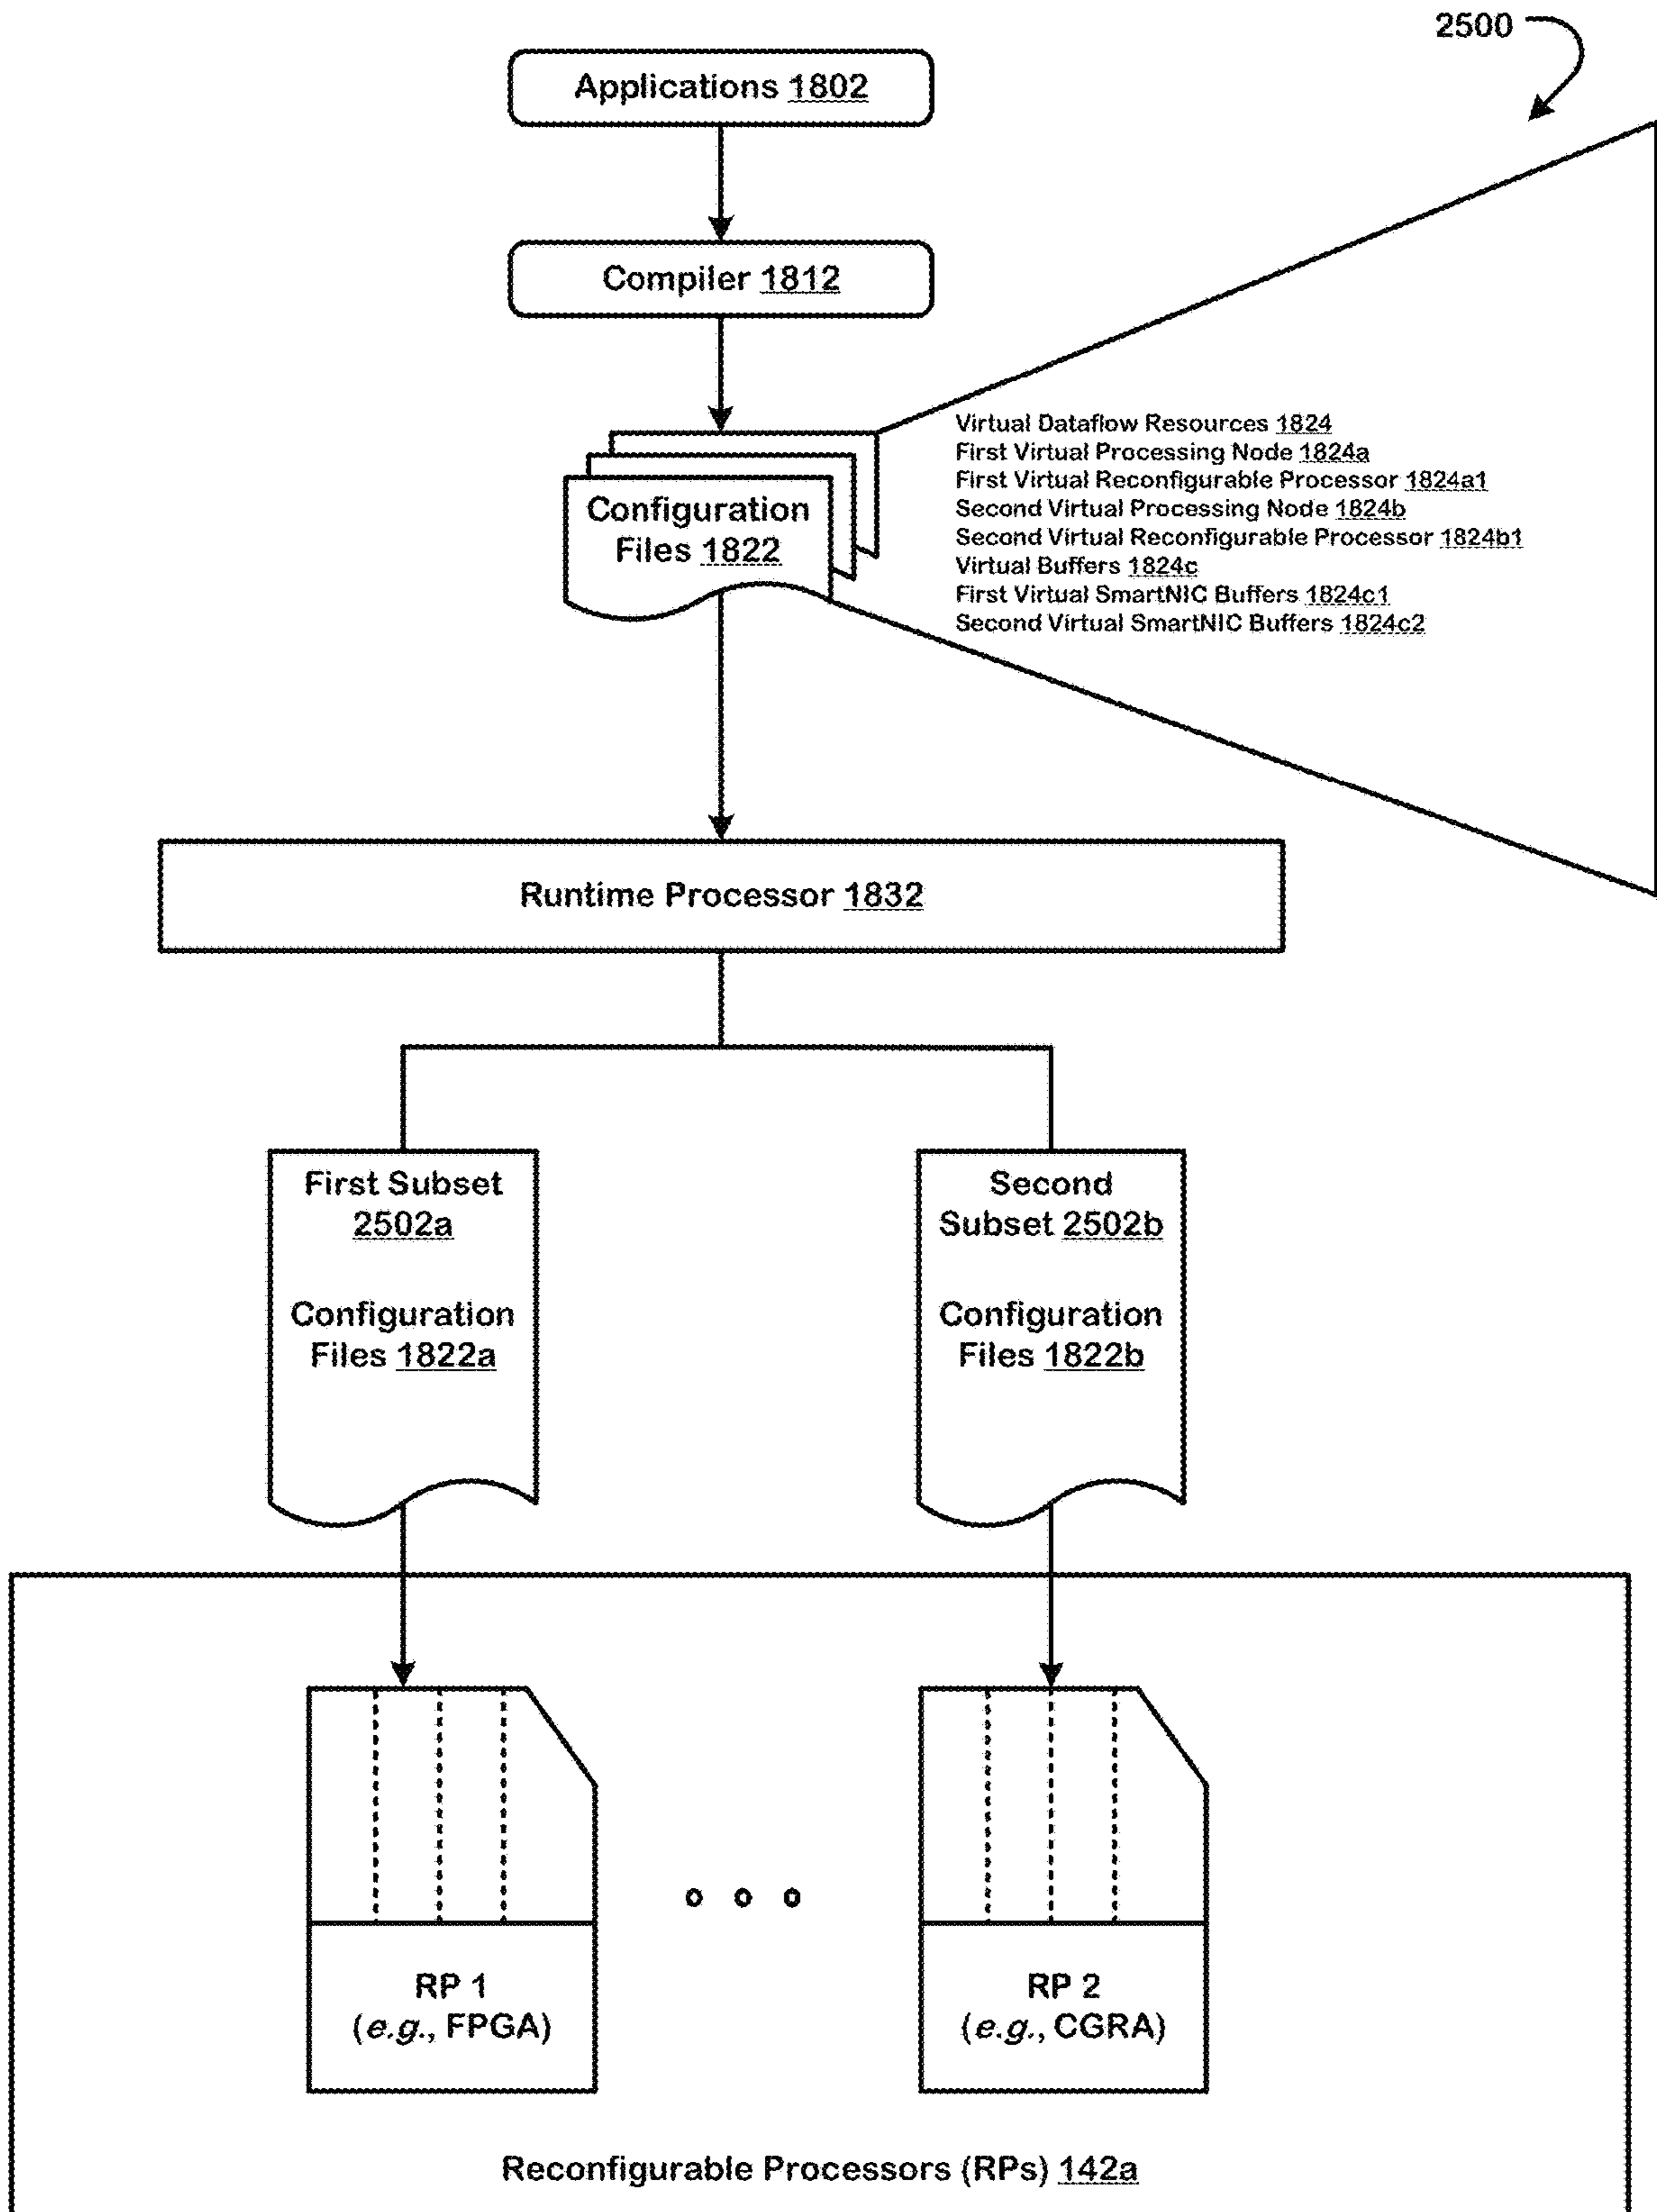 2500
Applications 1802
Compiler 1812
Configuration
Files 1822
Virtual Dataflow Resources 1824
First Virtual Processing Node 1824a
First Virtual Reconfigurable Processor 1824a1
Second Virtual Processing Node 1824b
Second Virtual Reconfigurable Processor 1824b1
Virtual Buffers 1824c
First Virtual SmartNIC Buffers 1824c1
Second Virtual SmartNIC Buffers 1824c2
Runtime Processor 1832
First Subset
2502a
Configuration
Files 1822a
Second
Subset 2502b
Configuration
Files 1822b
RP 1
(e.g., FPGA)
RP 2
(e.g., CGRA)
Reconfigurable Processors (RPs) 142a